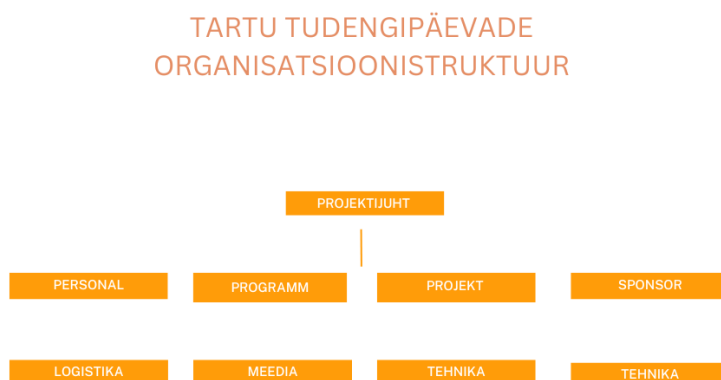 TARTU TUDENGIPÄEVADE
ORGANISATSIOONISTRUKTUUR
PROJEKTIJUHT
PERSONAL
PROGRAMM
PROJEKT
SPONSOR
LOGISTIKA
MEEDIA
TEHNIKA
TEHNIKA